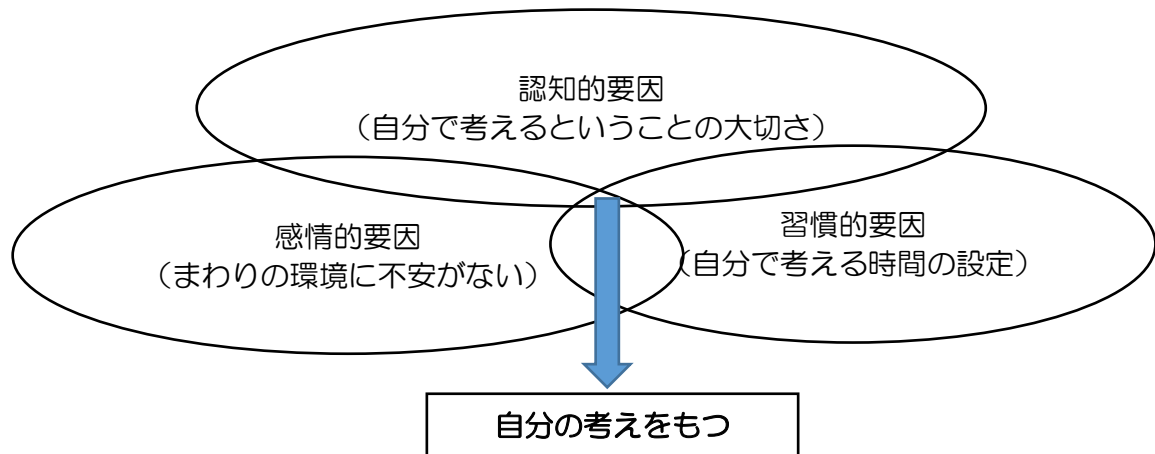 認知的要因
（自分で考えるということの大切さ）
感情的要因
（まわりの環境に不安がない）
習慣的要因
（自分で考える時間の設定）
自分の考えをもつ